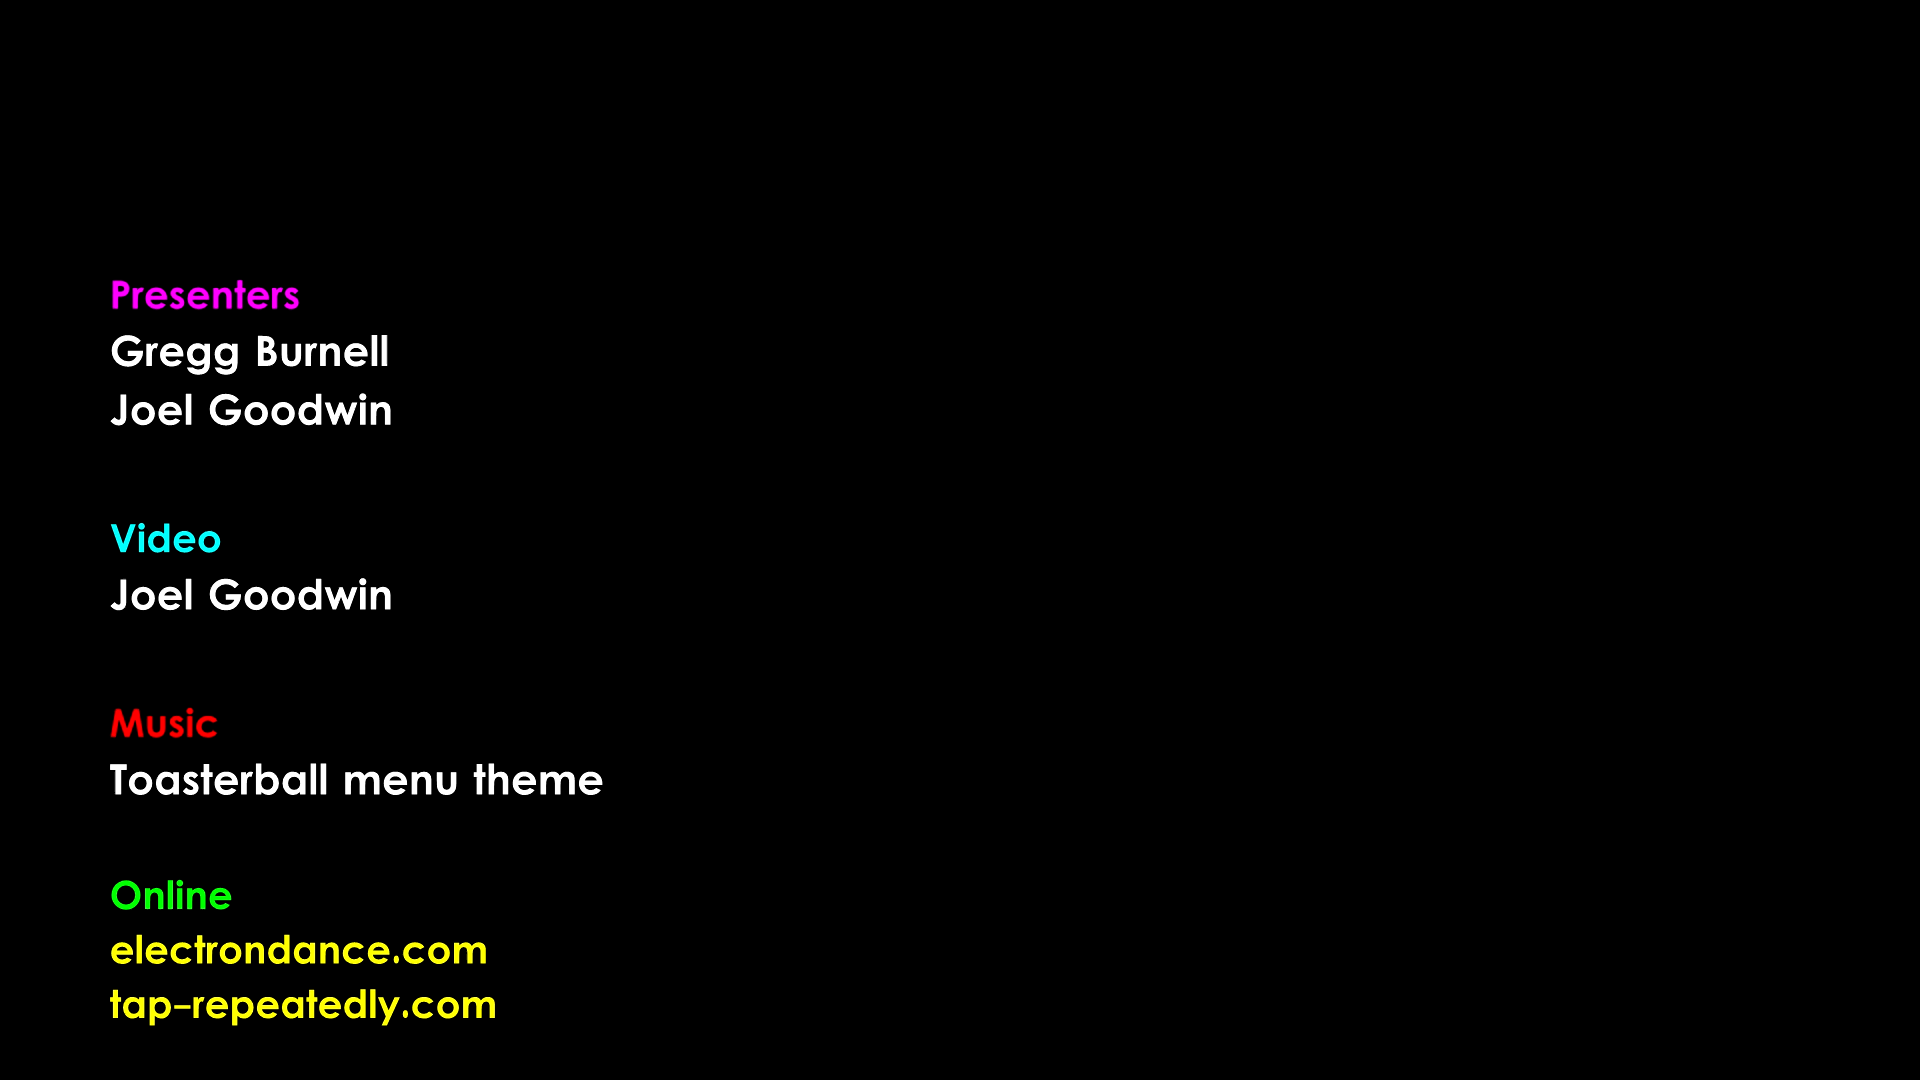 Presenters
Gregg Burnell
Joel Goodwin
Video
Joel Goodwin
Music
Toasterball menu theme
Online
electrondance.com
tap-repeatedly.com